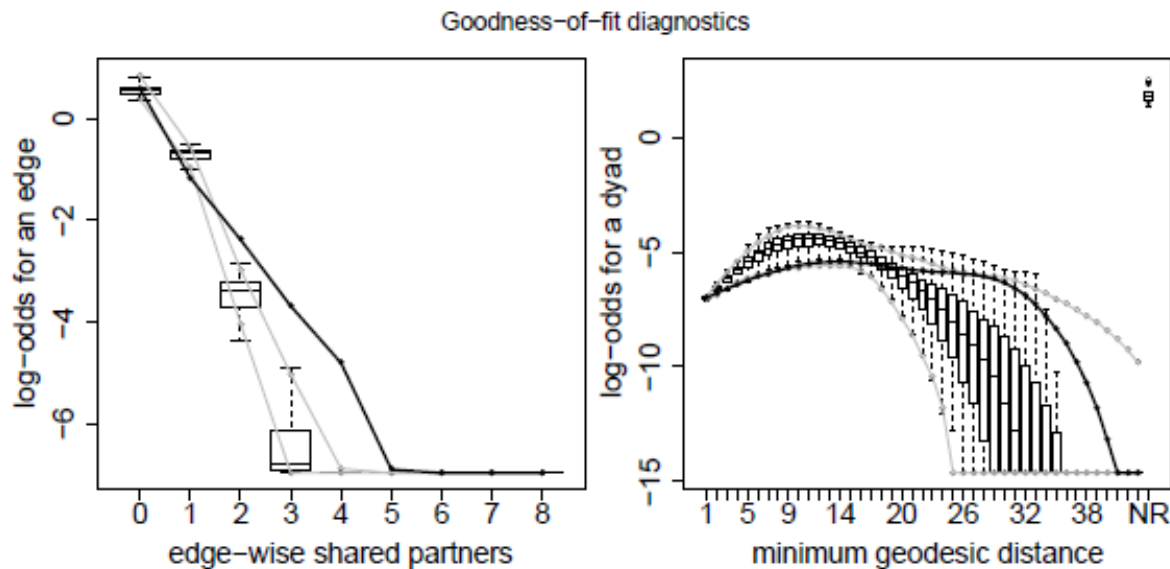 Goodness−of−fit diagnostics
log−odds for an edge
0
−2
−4
−6
0 1 2 3 4 5 6 7 8
edge−wise shared partners
log−odds for a dyad
0
−5
−10
−15
1 5 9 14 20 26 32 38 NR
minimum geodesic distance